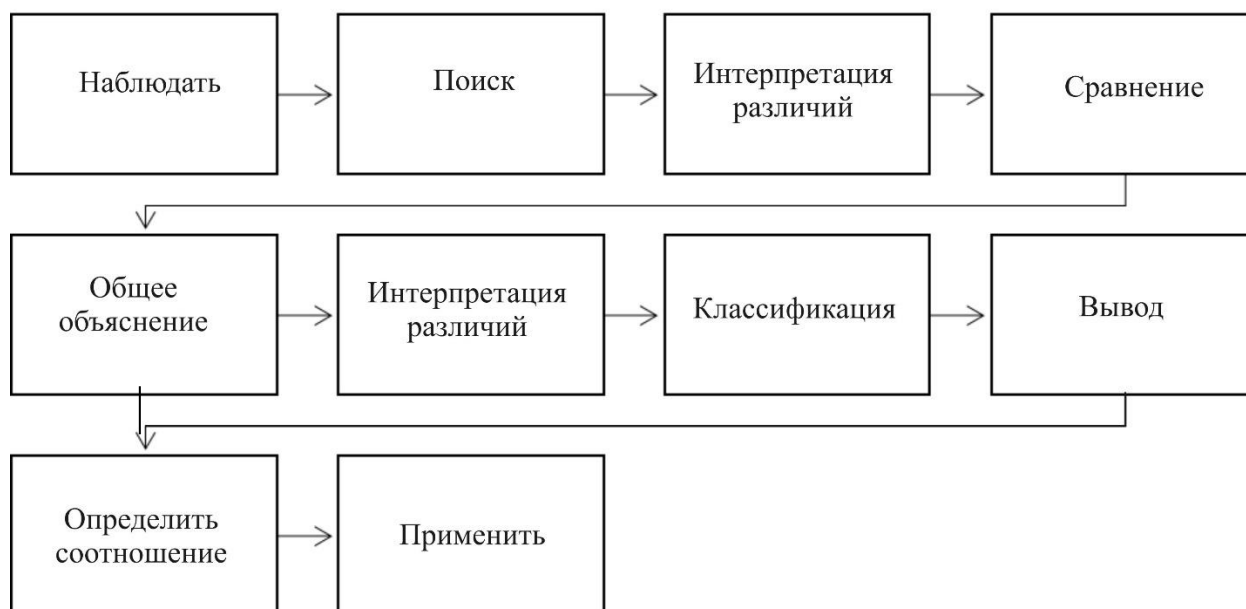 Наблюдать
Поиск
Интерпретация
различий
Сравнение
Общее
объяснение
Интерпретация
различий
Классификация
Вывод
Определить
соотношение
Применить